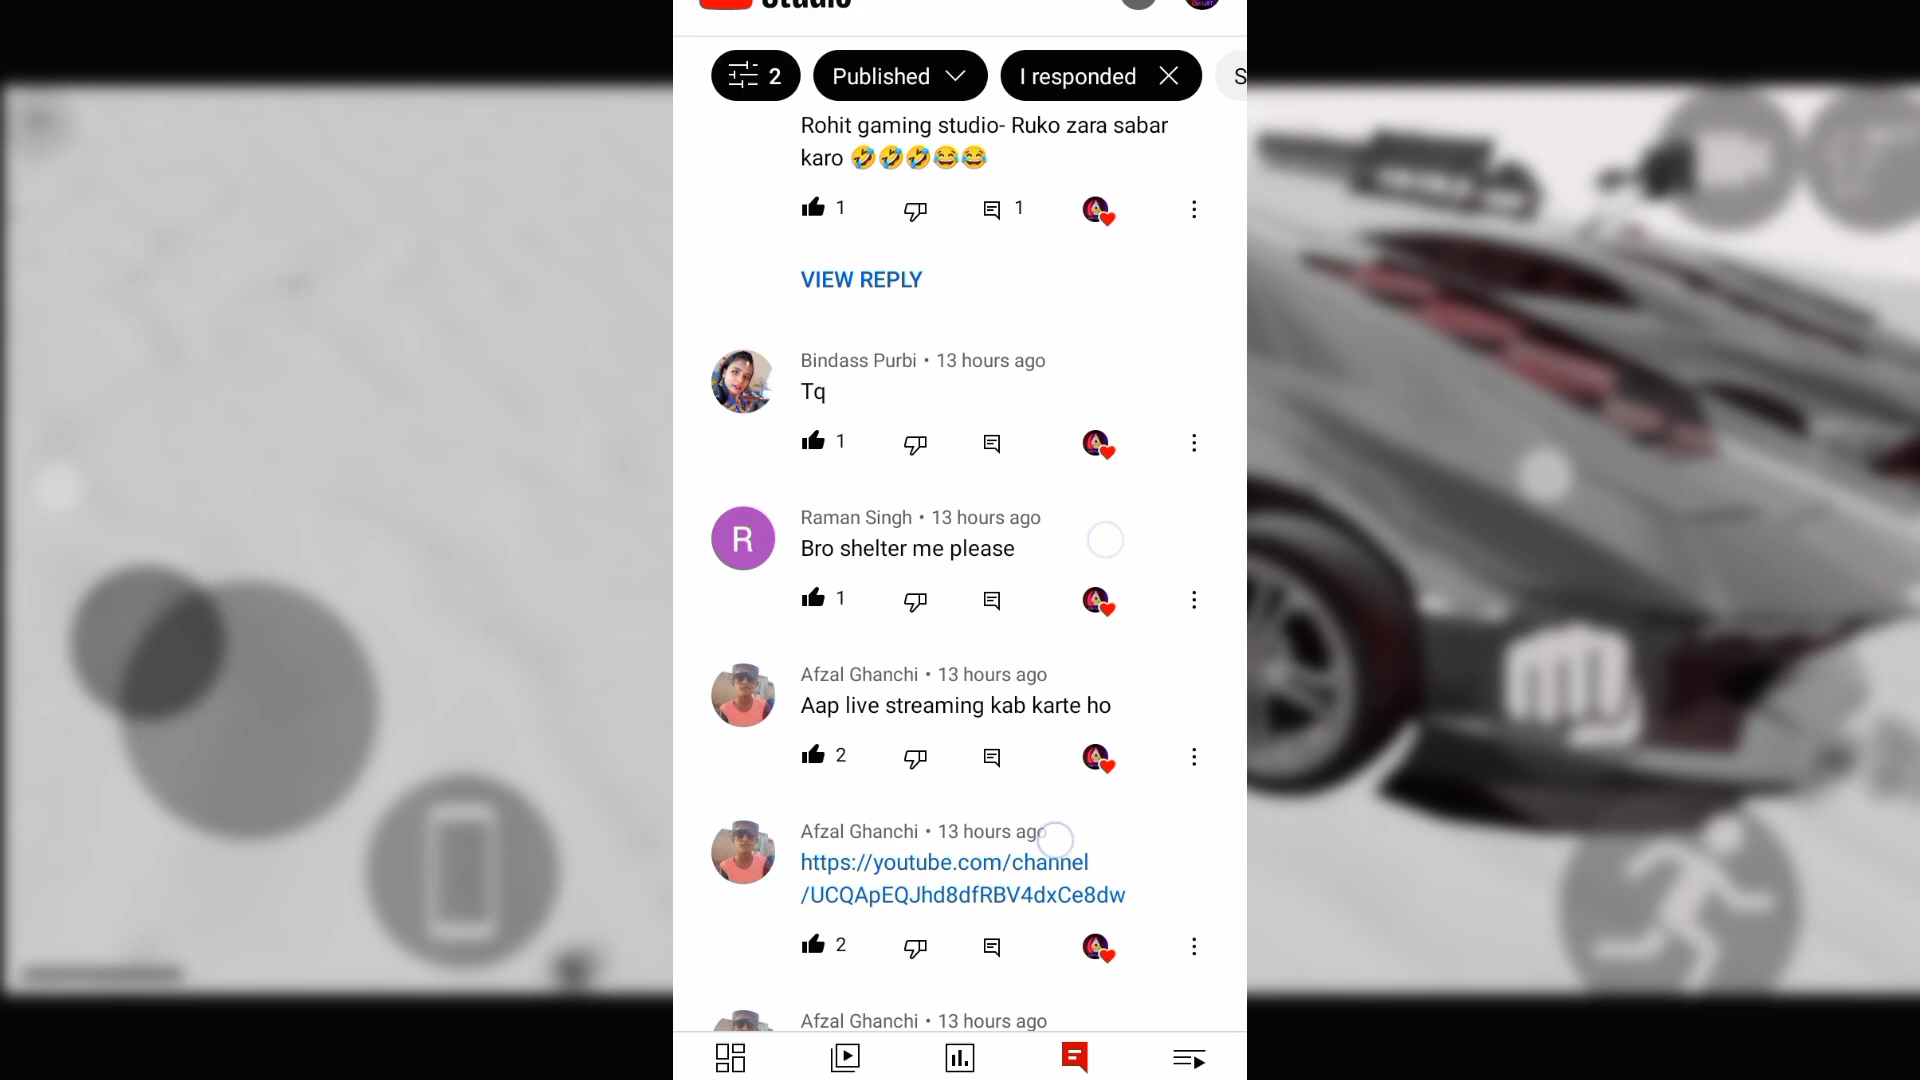 Studio
2 Published I responded S
Rohit gaming studio- Ruko zara sabar
karo 🤣🤣🤣😂😂
1 1
VIEW REPLY
Bindass Purbi • 13 hours ago
Tq
1
R
Raman Singh • 13 hours ago
Bro shelter me please
1
Afzal Ghanchi • 13 hours ago
Aap live streaming kab karte ho
2
Afzal Ghanchi • 13 hours ago
https://youtube.com/channel
/UCQApEQJhd8dfRBV4dxCe8dw
2
Afzal Ghanchi • 13 hours ago